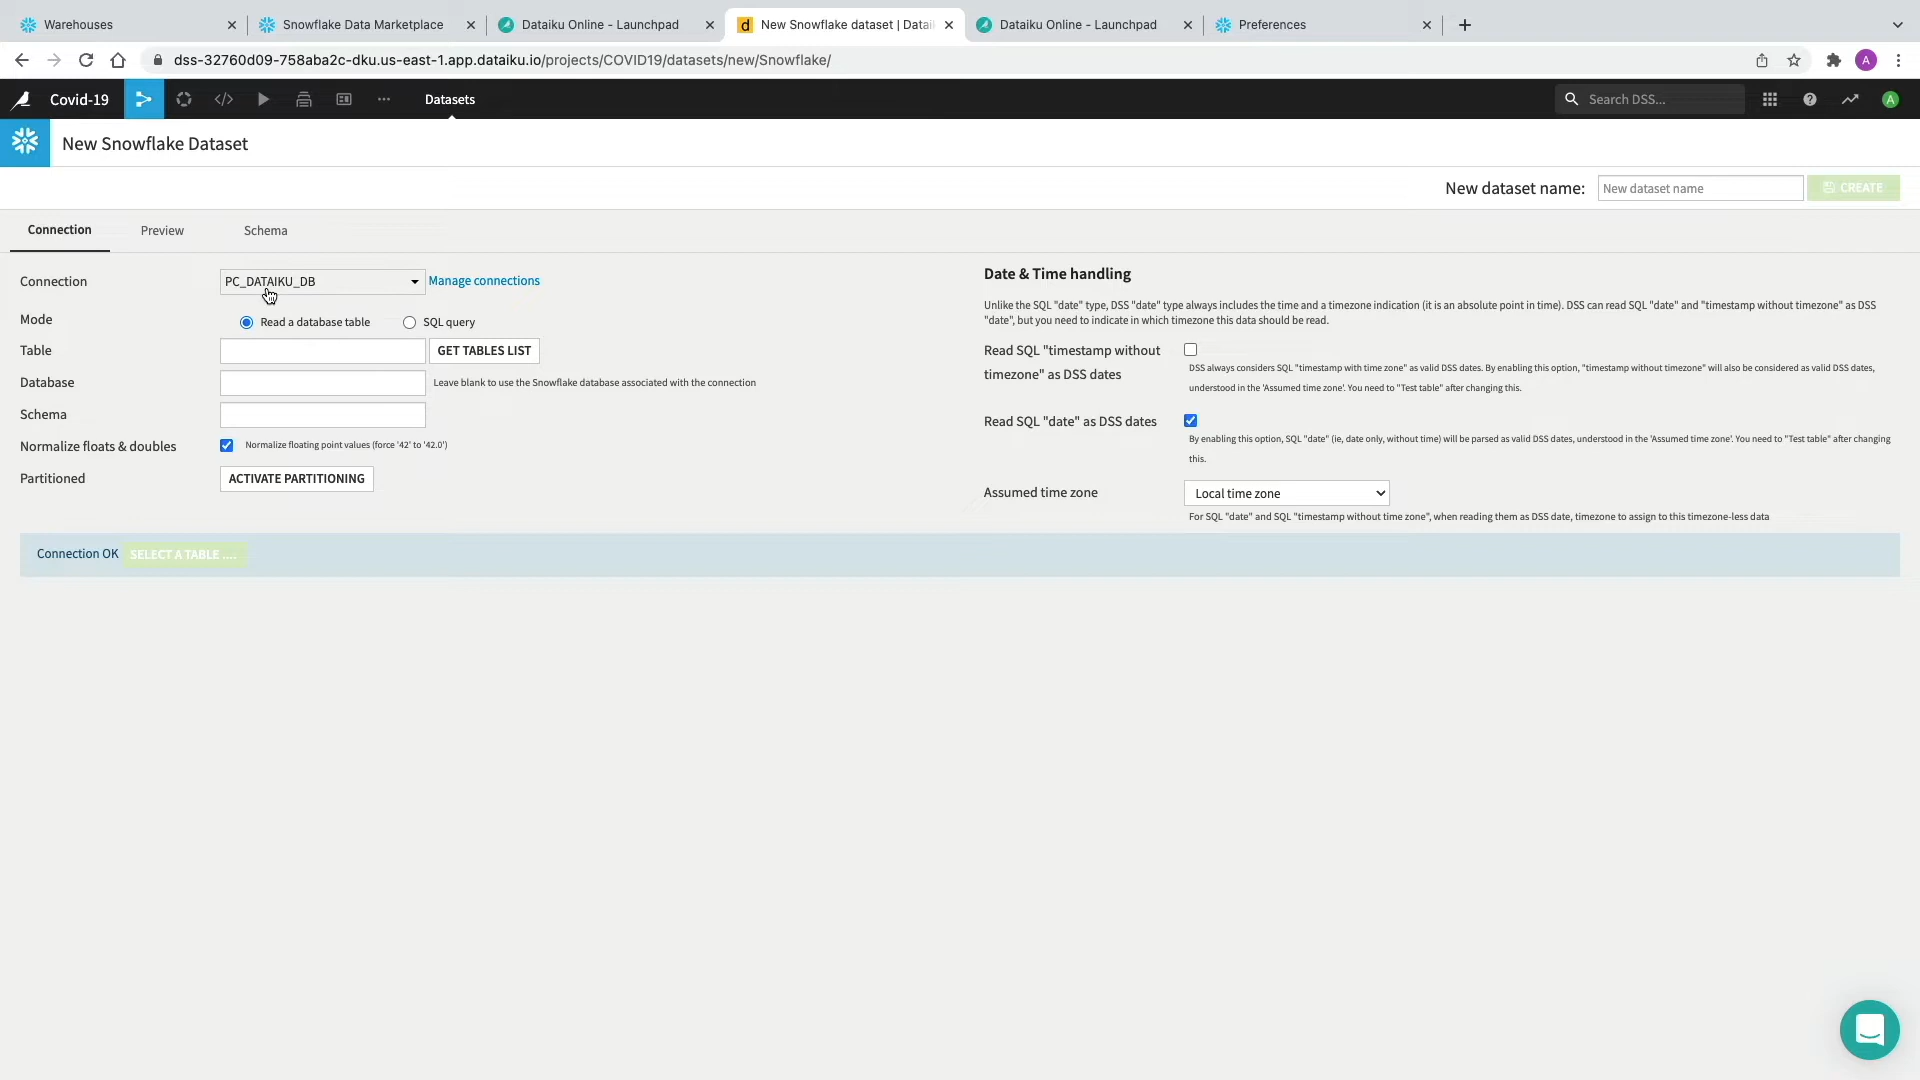 Warehouses
Snowflake Data Marketplace
Dataiku Online - Launchpad
New Snowflake dataset | Datai
Dataiku Online - Launchpad
Preferences
dss-32760d09-758aba2c-dku.us-east-1.app.dataiku.io/projects/COVID19/datasets/new/Snowflake/
A
Covid-19
Datasets
Search DSS...
A
New Snowflake Dataset
New dataset name:
New dataset name
CREATE
Connection
Preview
Schema
Connection
PC_DATAIKU_DB
Manage connections
Mode
Read a database table
SQL query
Table
GET TABLES LIST
Database
Leave blank to use the Snowflake database associated with the connection
Schema
Normalize floats & doubles
Normalize floating point values (force '42' to '42.0')
Partitioned
ACTIVATE PARTITIONING
Date & Time handling
Unlike the SQL "date" type, DSS "date" type always includes the time and a timezone indication (it is an absolute point in time). DSS can read SQL "date" and "timestamp without timezone" as DSS
"date", but you need to indicate in which timezone this data should be read.
Read SQL "timestamp without
timezone" as DSS dates
DSS always considers SQL "timestamp with time zone" as valid DSS dates. By enabling this option, "timestamp without timezone" will also be considered as valid DSS dates,
understood in the 'Assumed time zone'. You need to "Test table" after changing this.
Read SQL "date" as DSS dates
By enabling this option, SQL "date" (ie, date only, without time) will be parsed as valid DSS dates, understood in the 'Assumed time zone'. You need to "Test table" after changing
this.
Assumed time zone
Local time zone
For SQL "date" and SQL "timestamp without time zone", when reading them as DSS date, timezone to assign to this timezone-less data
Connection OK
SELECT A TABLE ....